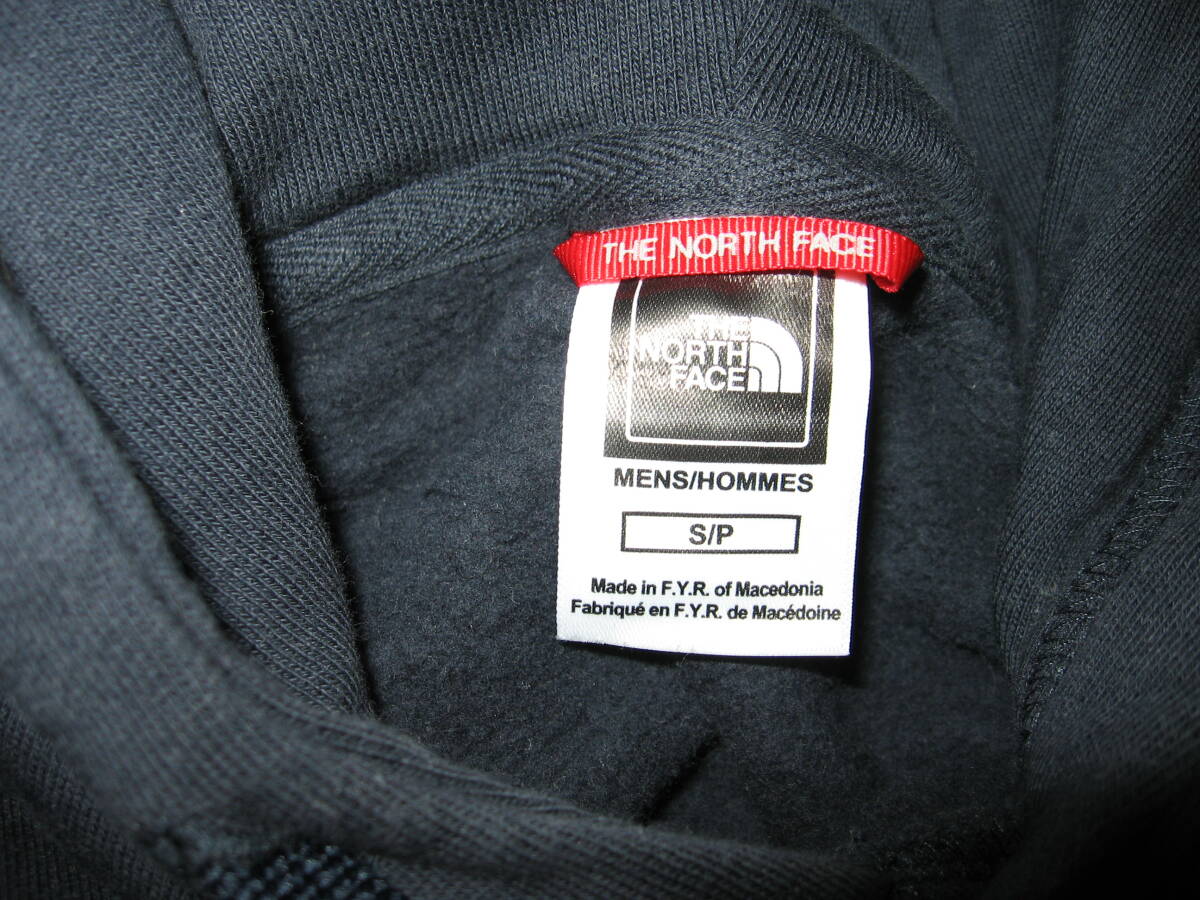 THE NORTH FACE
THE
NORTH
FACE
MENS/HOMMES
S/P
Made in F.Y.R. of Macedonia
Fabriqué en F.Y.R. de Macédoine